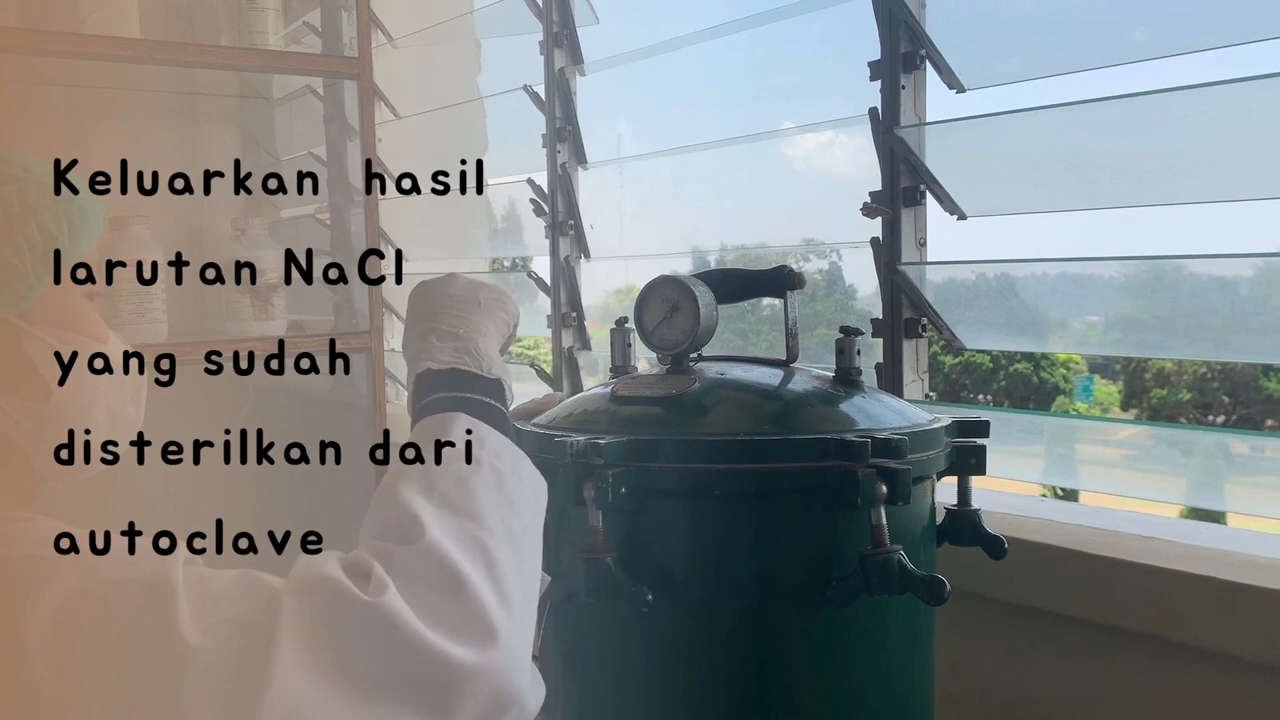 Keluarkan hasil
larutan NaCl
yang sudah
disterilkan dari
autoclave